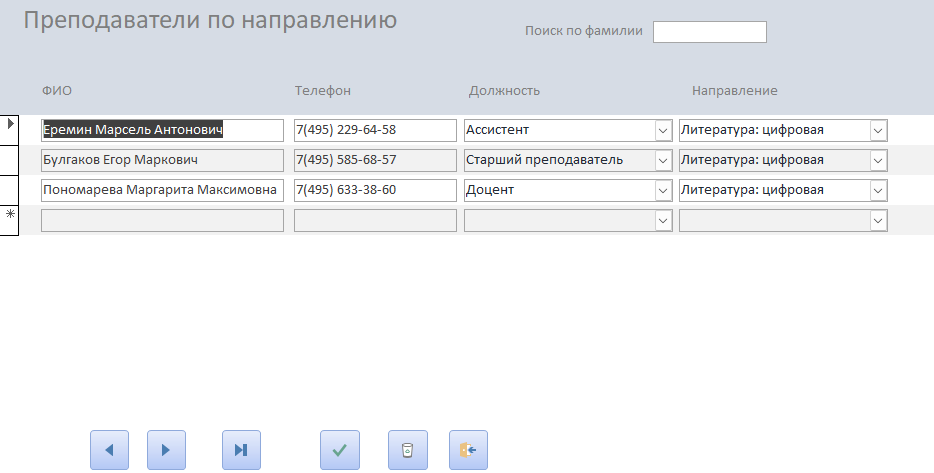 Преподаватели по направлению
Поиск по фамилии
ФИО Телефон Должность Направление
Еремин Марсель Антонович 7(495) 229-64-58 Ассистент Литература: цифровая
Булгаков Егор Маркович 7(495) 585-68-57 Старший преподаватель Литература: цифровая
Пономарева Маргарита Максимовна 7(495) 633-38-60 Доцент Литература: цифровая